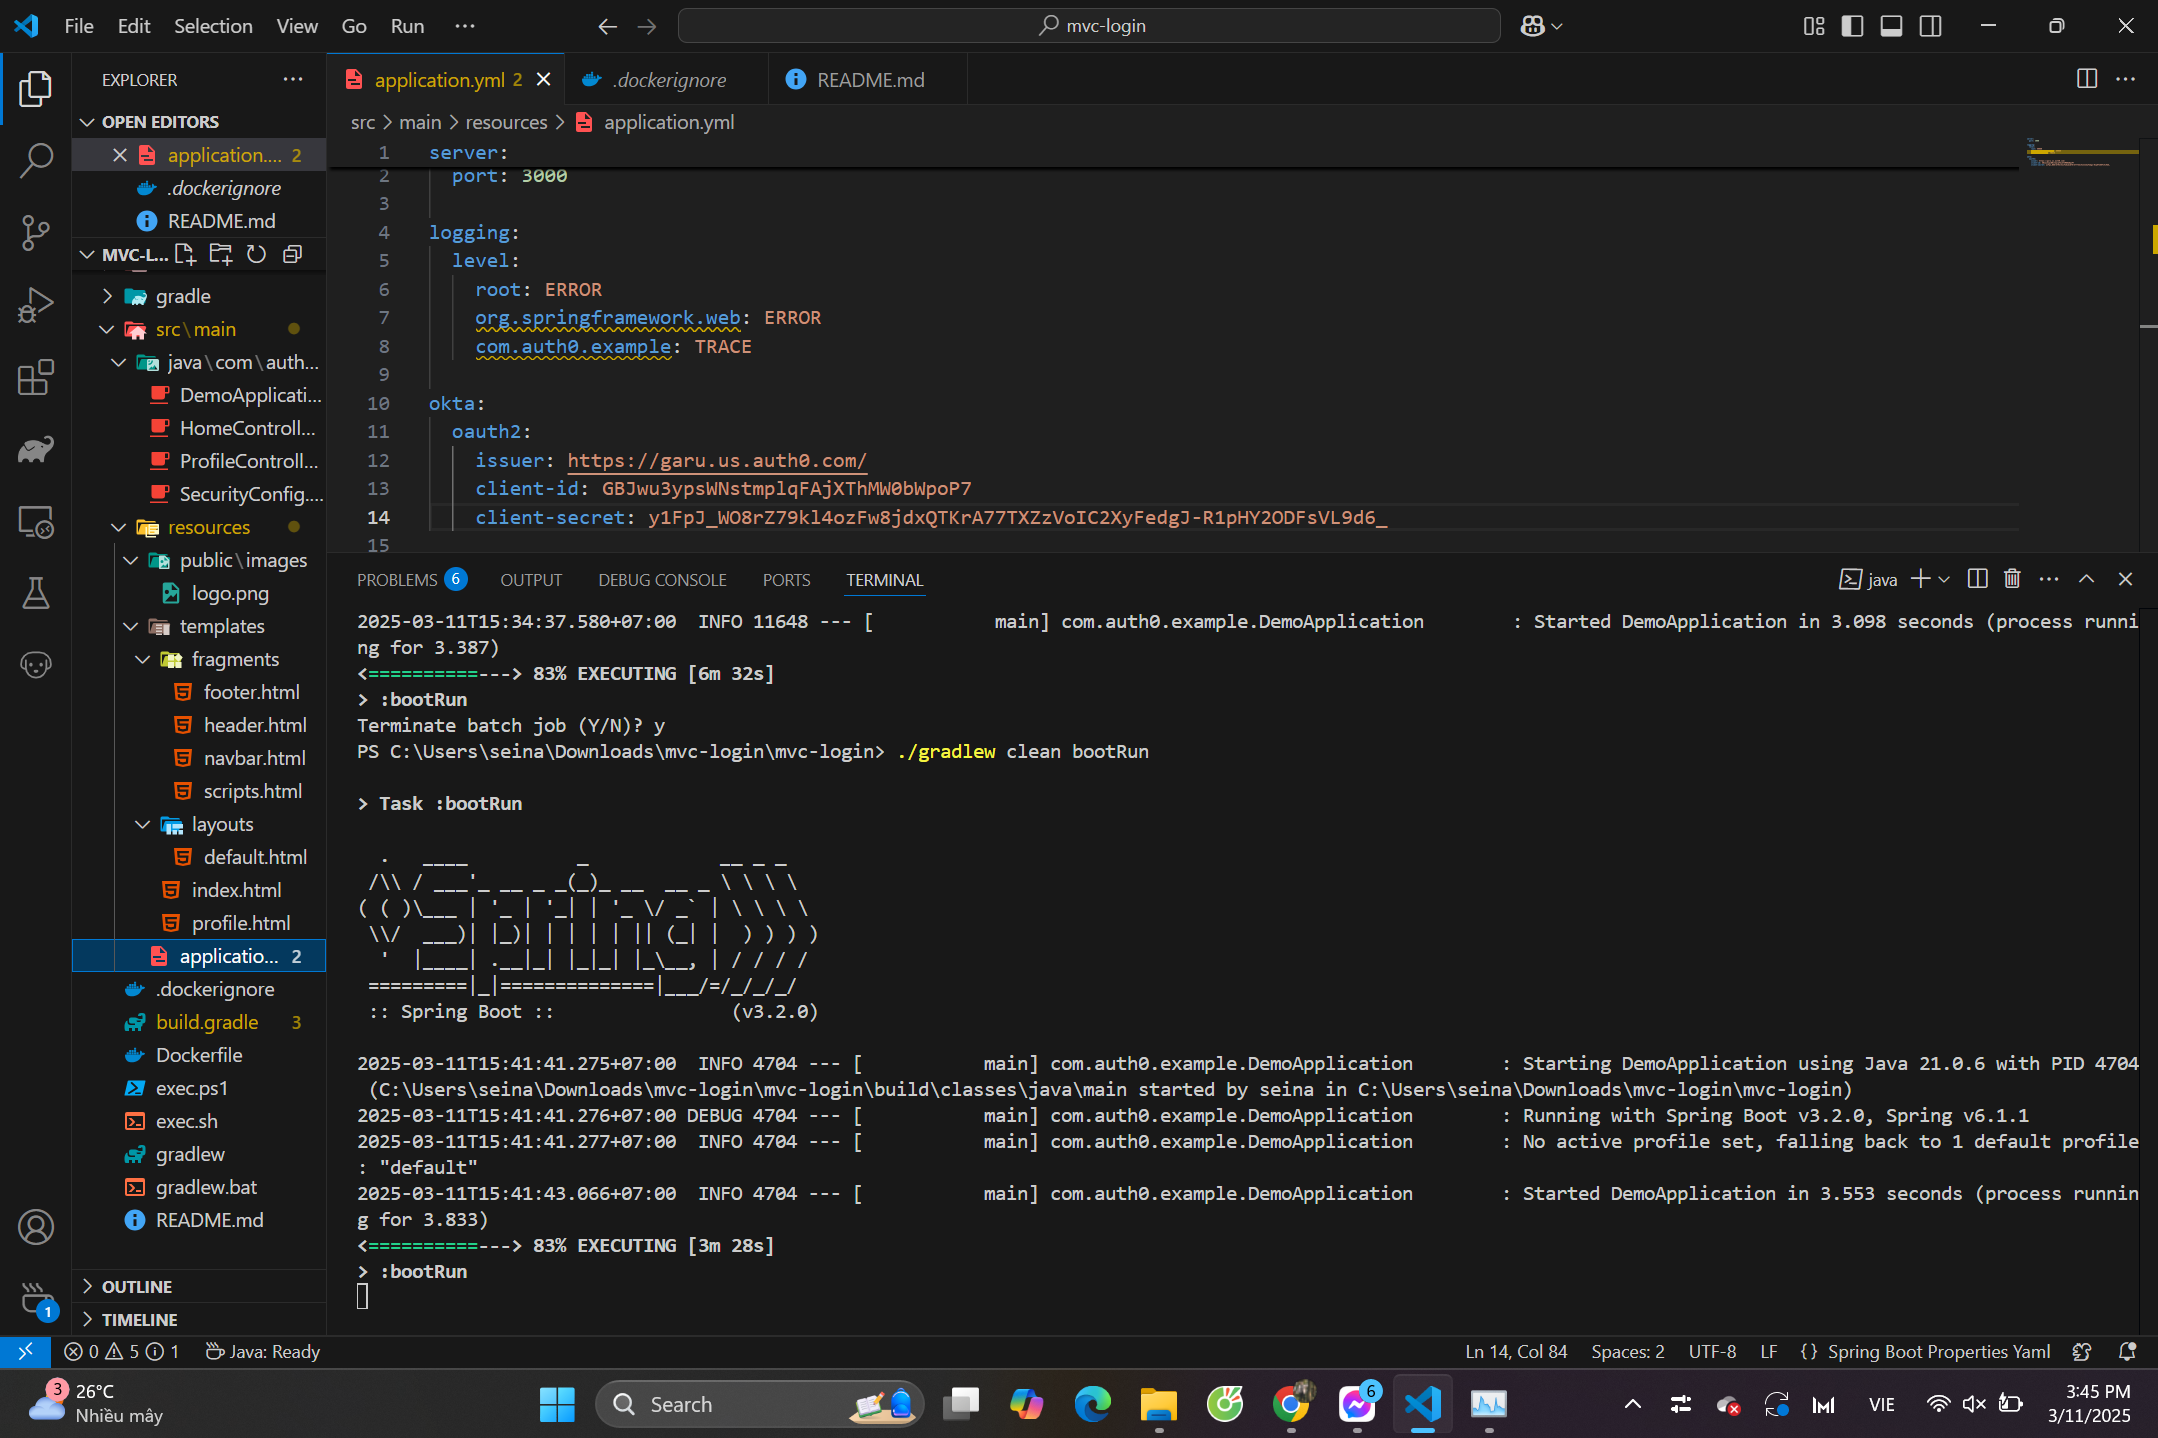 File Edit Selection View Go Run ··· mvc-login
EXPLORER ···
OPEN EDITORS
application.... 2
.dockerignore
README.md
MVC-L...
gradle
src\main
java\com\auth...
DemoApplicati...
HomeControll...
ProfileControll...
SecurityConfig....
resources
public\images
logo.png
templates
fragments
footer.html
header.html
navbar.html
scripts.html
layouts
default.html
index.html
profile.html
applicatio... 2
.dockerignore
build.gradle 3
Dockerfile
exec.ps1
exec.sh
gradlew
gradlew.bat
README.md
OUTLINE
TIMELINE
application.yml 2 .dockerignore README.md
src > main > resources > application.yml
1 server:
2 port: 3000
3
4 logging:
5 level:
6 root: ERROR
7 org.springframework.web: ERROR
8 com.auth0.example: TRACE
9
10 okta:
11 oauth2:
12 issuer: https://garu.us.auth0.com/
13 client-id: GBJwu3ypsWNstmplqFAjXThMW0bWpoP7
14 client-secret: y1FpJ_WO8rZ79kl4ozFw8jdxQTKrA77TXZzVoIC2XyFedgJ-R1pHY2ODFsVL9d6_
15
PROBLEMS 6 OUTPUT DEBUG CONSOLE PORTS TERMINAL java
2025-03-11T15:34:37.580+07:00  INFO 11648 --- [           main] com.auth0.example.DemoApplication        : Started DemoApplication in 3.098 seconds (process runni
ng for 3.387)
<==========---> 83% EXECUTING [6m 32s]
> :bootRun
Terminate batch job (Y/N)? y
PS C:\Users\seina\Downloads\mvc-login\mvc-login> ./gradlew clean bootRun
> Task :bootRun
  .   ____          _            __ _ _
 /\\ / ___'_ __ _ _(_)_ __  __ _ \ \ \ \
( ( )\___ | '_ | '_| | '_ \/ _` | \ \ \ \
 \\/  ___)| |_)| | | | | || (_| |  ) ) ) )
  '  |____| .__|_| |_|_| |_\__, | / / / /
 =========|_|==============|___/=/_/_/_/
 :: Spring Boot ::                (v3.2.0)
2025-03-11T15:41:41.275+07:00  INFO 4704 --- [           main] com.auth0.example.DemoApplication        : Starting DemoApplication using Java 21.0.6 with PID 4704
 (C:\Users\seina\Downloads\mvc-login\mvc-login\build\classes\java\main started by seina in C:\Users\seina\Downloads\mvc-login\mvc-login)
2025-03-11T15:41:41.276+07:00 DEBUG 4704 --- [           main] com.auth0.example.DemoApplication        : Running with Spring Boot v3.2.0, Spring v6.1.1
2025-03-11T15:41:41.277+07:00  INFO 4704 --- [           main] com.auth0.example.DemoApplication        : No active profile set, falling back to 1 default profile
: "default"
2025-03-11T15:41:43.066+07:00  INFO 4704 --- [           main] com.auth0.example.DemoApplication        : Started DemoApplication in 3.553 seconds (process runnin
g for 3.833)
<==========---> 83% EXECUTING [3m 28s]
> :bootRun
1
0 5 1 Java: Ready Ln 14, Col 84 Spaces: 2 UTF-8 LF {} Spring Boot Properties Yaml
3 26°C
Nhiều mây
Search
6
VIE
3:45 PM
3/11/2025